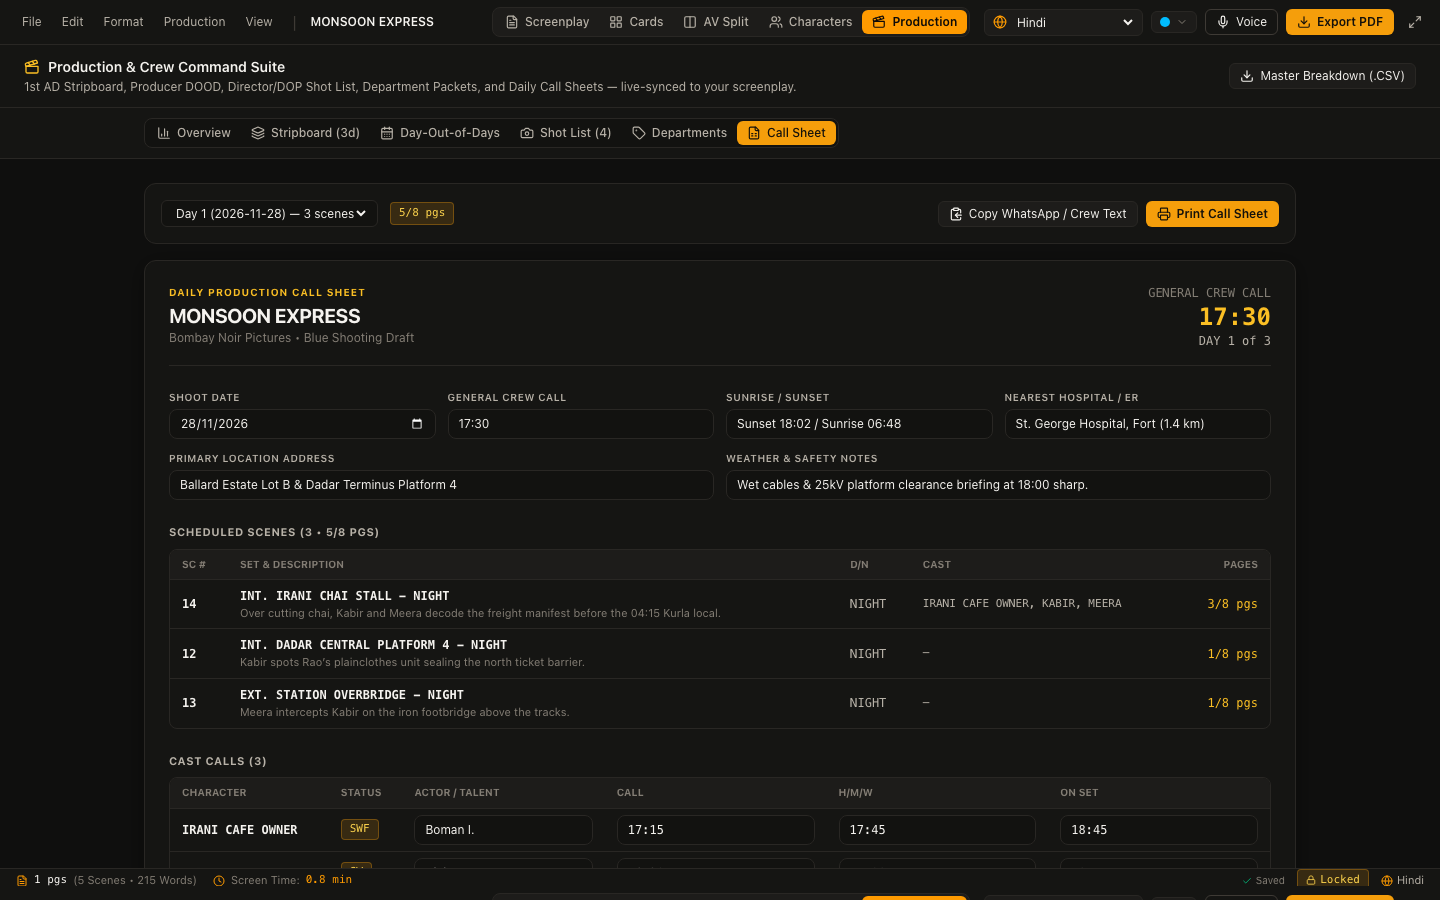 File Edit Format Production View MONSOON EXPRESS Screenplay Cards AV Split Characters Production Hindi Voice Export PDF
Production & Crew Command Suite
1st AD Stripboard, Producer DOOD, Director/DOP Shot List, Department Packets, and Daily Call Sheets — live-synced to your screenplay.
Master Breakdown (.CSV)
Overview Stripboard (3d) Day-Out-of-Days Shot List (4) Departments Call Sheet
Day 1 (2026-11-28) — 3 scenes 5/8 pgs Copy WhatsApp / Crew Text Print Call Sheet
DAILY PRODUCTION CALL SHEET
MONSOON EXPRESS
Bombay Noir Pictures • Blue Shooting Draft
GENERAL CREW CALL
17:30
DAY 1 of 3
SHOOT DATE GENERAL CREW CALL SUNRISE / SUNSET NEAREST HOSPITAL / ER
28/11/2026 17:30 Sunset 18:02 / Sunrise 06:48 St. George Hospital, Fort (1.4 km)
PRIMARY LOCATION ADDRESS WEATHER & SAFETY NOTES
Ballard Estate Lot B & Dadar Terminus Platform 4 Wet cables & 25kV platform clearance briefing at 18:00 sharp.
SCHEDULED SCENES (3 • 5/8 PGS)
SC # SET & DESCRIPTION D/N CAST PAGES
14 INT. IRANI CHAI STALL – NIGHT NIGHT IRANI CAFE OWNER, KABIR, MEERA 3/8 pgs
Over cutting chai, Kabir and Meera decode the freight manifest before the 04:15 Kurla local.
12 INT. DADAR CENTRAL PLATFORM 4 – NIGHT NIGHT — 1/8 pgs
Kabir spots Rao's plainclothes unit sealing the north ticket barrier.
13 EXT. STATION OVERBRIDGE – NIGHT NIGHT — 1/8 pgs
Meera intercepts Kabir on the iron footbridge above the tracks.
CAST CALLS (3)
CHARACTER STATUS ACTOR / TALENT CALL H/M/W ON SET
IRANI CAFE OWNER SWF Boman I. 17:15 17:45 18:45
1 pgs (5 Scenes • 215 Words) Screen Time: 0.8 min Saved Locked Hindi